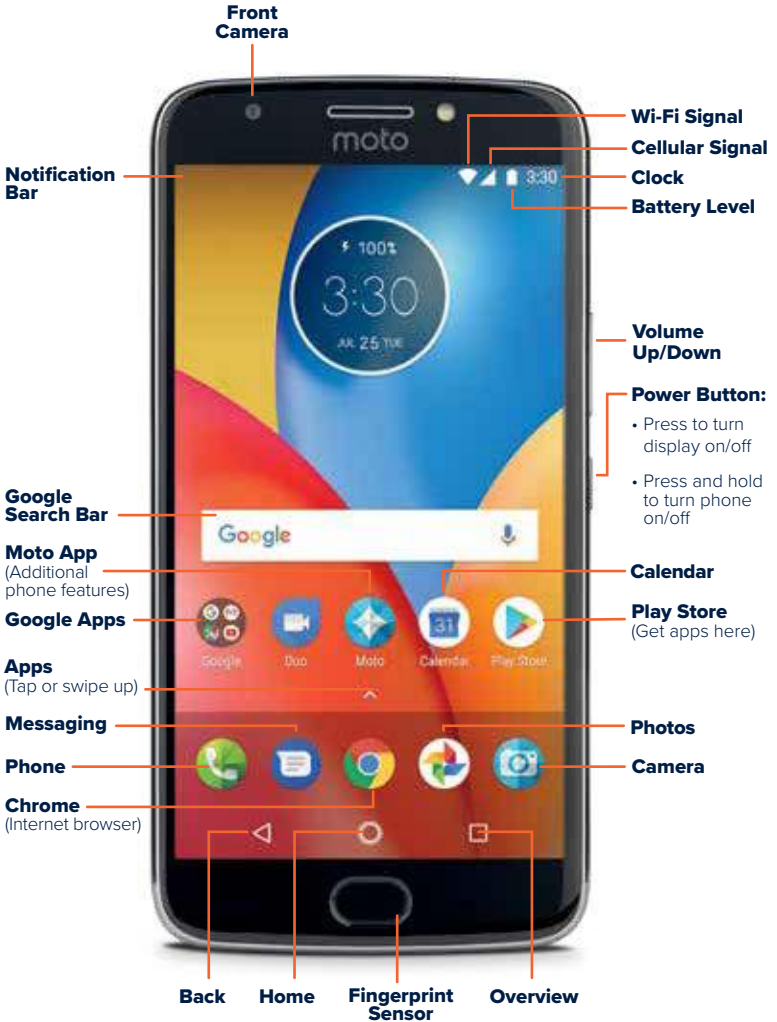 Front
Camera
moto
Wi-Fi Signal
Cellular Signal
Notification
Bar
3:30
Clock
Battery Level
100%
3:30
JUL 25 TUE
Volume
Up/Down
Power Button:
• Press to turn
display on/off
• Press and hold
to turn phone
on/off
Google
Search Bar
Google
Moto App
(Additional
phone features)
Calendar
Google Apps
31
Play Store
(Get apps here)
Google
Duo
Moto
Calendar
Play Store
Apps
(Tap or swipe up)
Messaging
Photos
Phone
Camera
Chrome
(Internet browser)
Back
Home
Fingerprint
Sensor
Overview